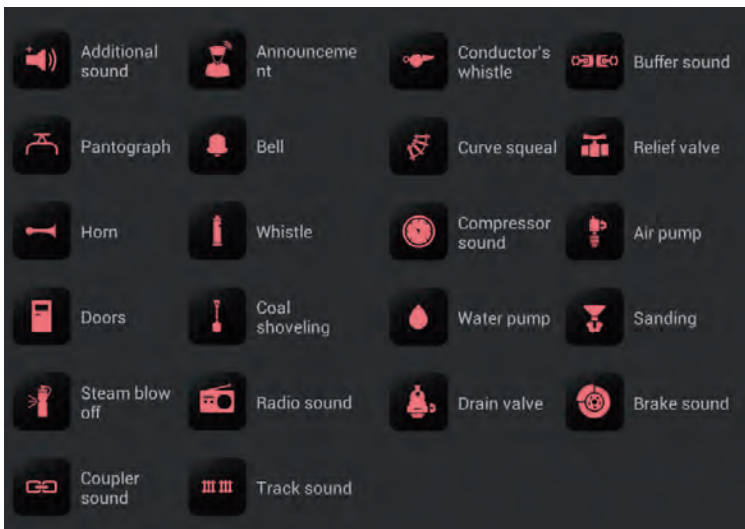 Additional
sound
Announceme
nt
Conductor's
whistle
Buffer sound
Pantograph
Bell
Curve squeal
Relief valve
Horn
Whistle
Compressor
sound
Air pump
Doors
Coal
shoveling
Water pump
Sanding
Steam blow
off
Radio sound
Drain valve
Brake sound
Coupler
sound
Track sound